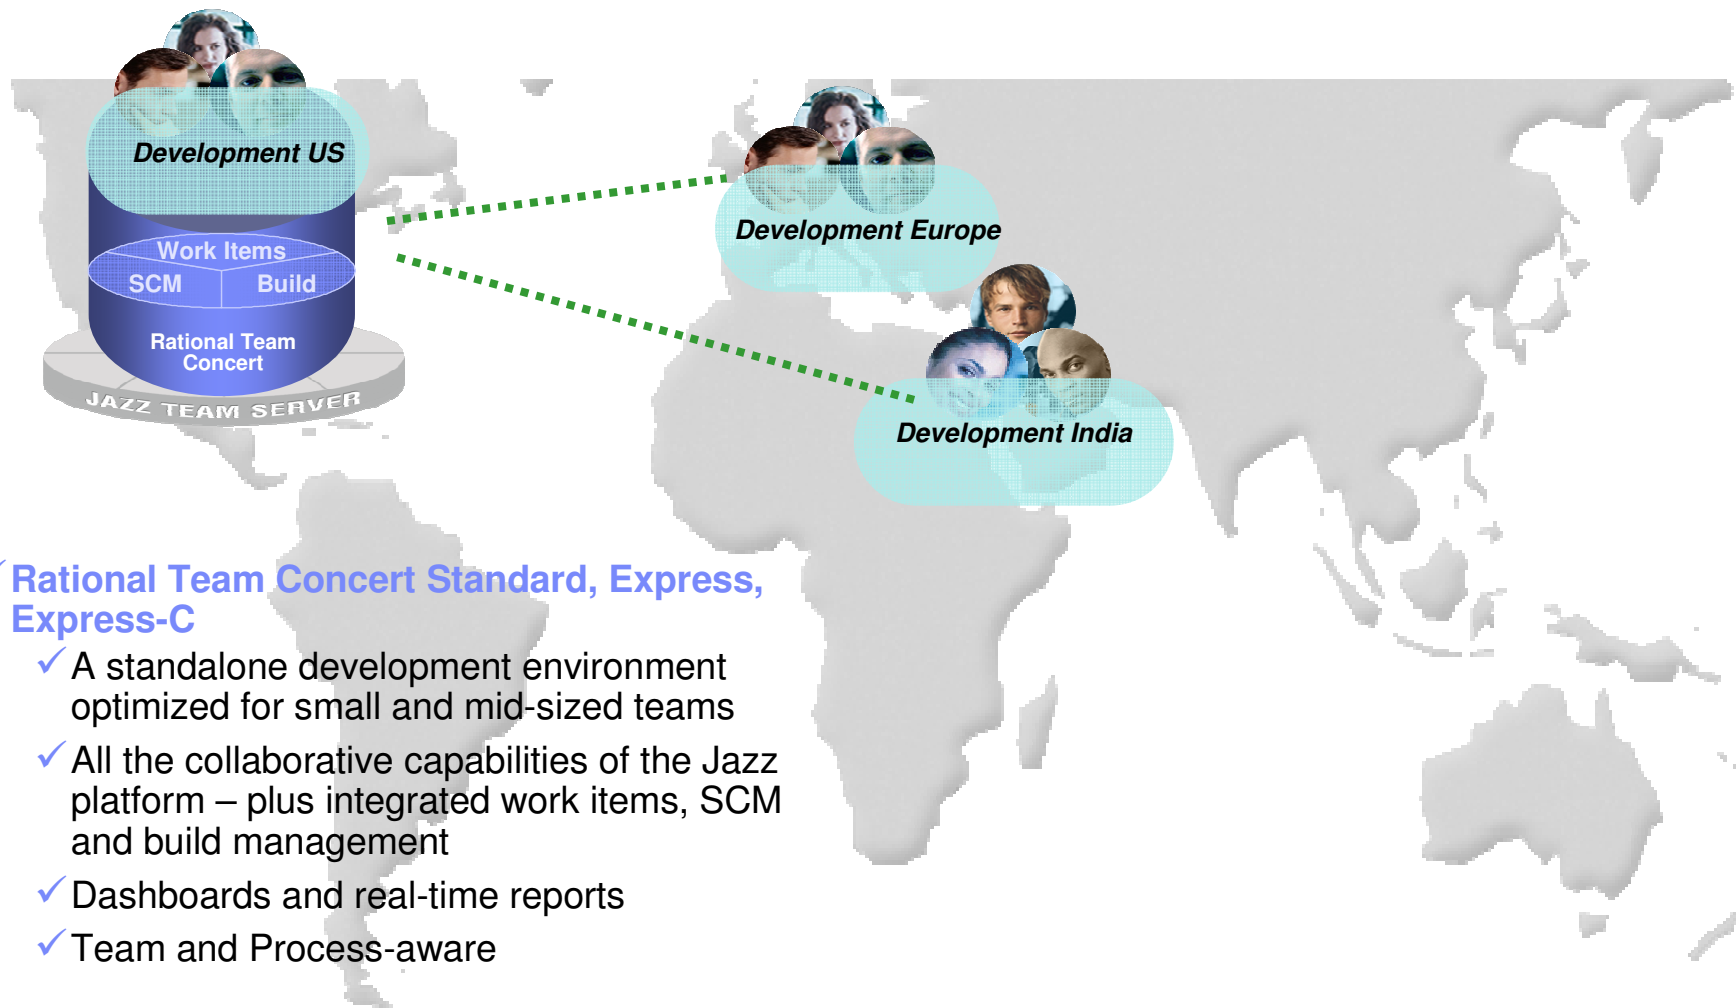 Development US
Work Items
SCM
Build
Rational Team
Concert
JAZZ TEAM SERVER
Development Europe
Development India
✓ Rational Team Concert Standard, Express,
Express-C
✓ A standalone development environment
optimized for small and mid-sized teams
✓ All the collaborative capabilities of the Jazz
platform – plus integrated work items, SCM
and build management
✓ Dashboards and real-time reports
✓ Team and Process-aware